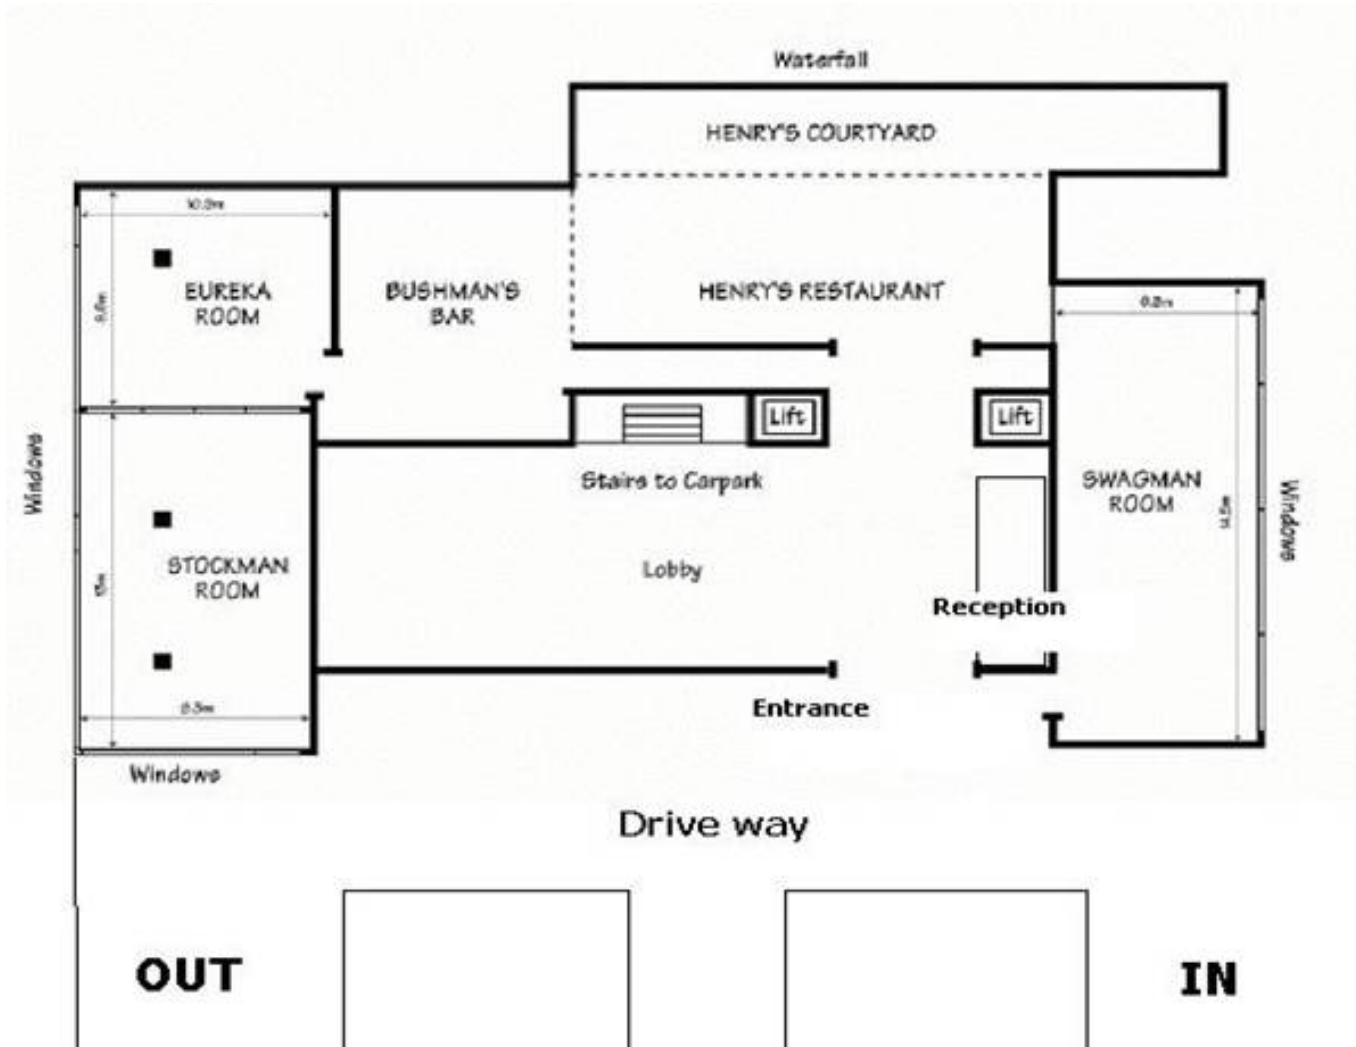 Waterfall
HENRY'S COURTYARD
EUREKA
ROOM
BUSHMAN'S
BAR
HENRY'S RESTAURANT
Lift
Lift
Stairs to Carpark
SWAGMAN
ROOM
Windows
Windows
STOCKMAN
ROOM
Lobby
Reception
Entrance
Windows
Drive way
OUT
IN